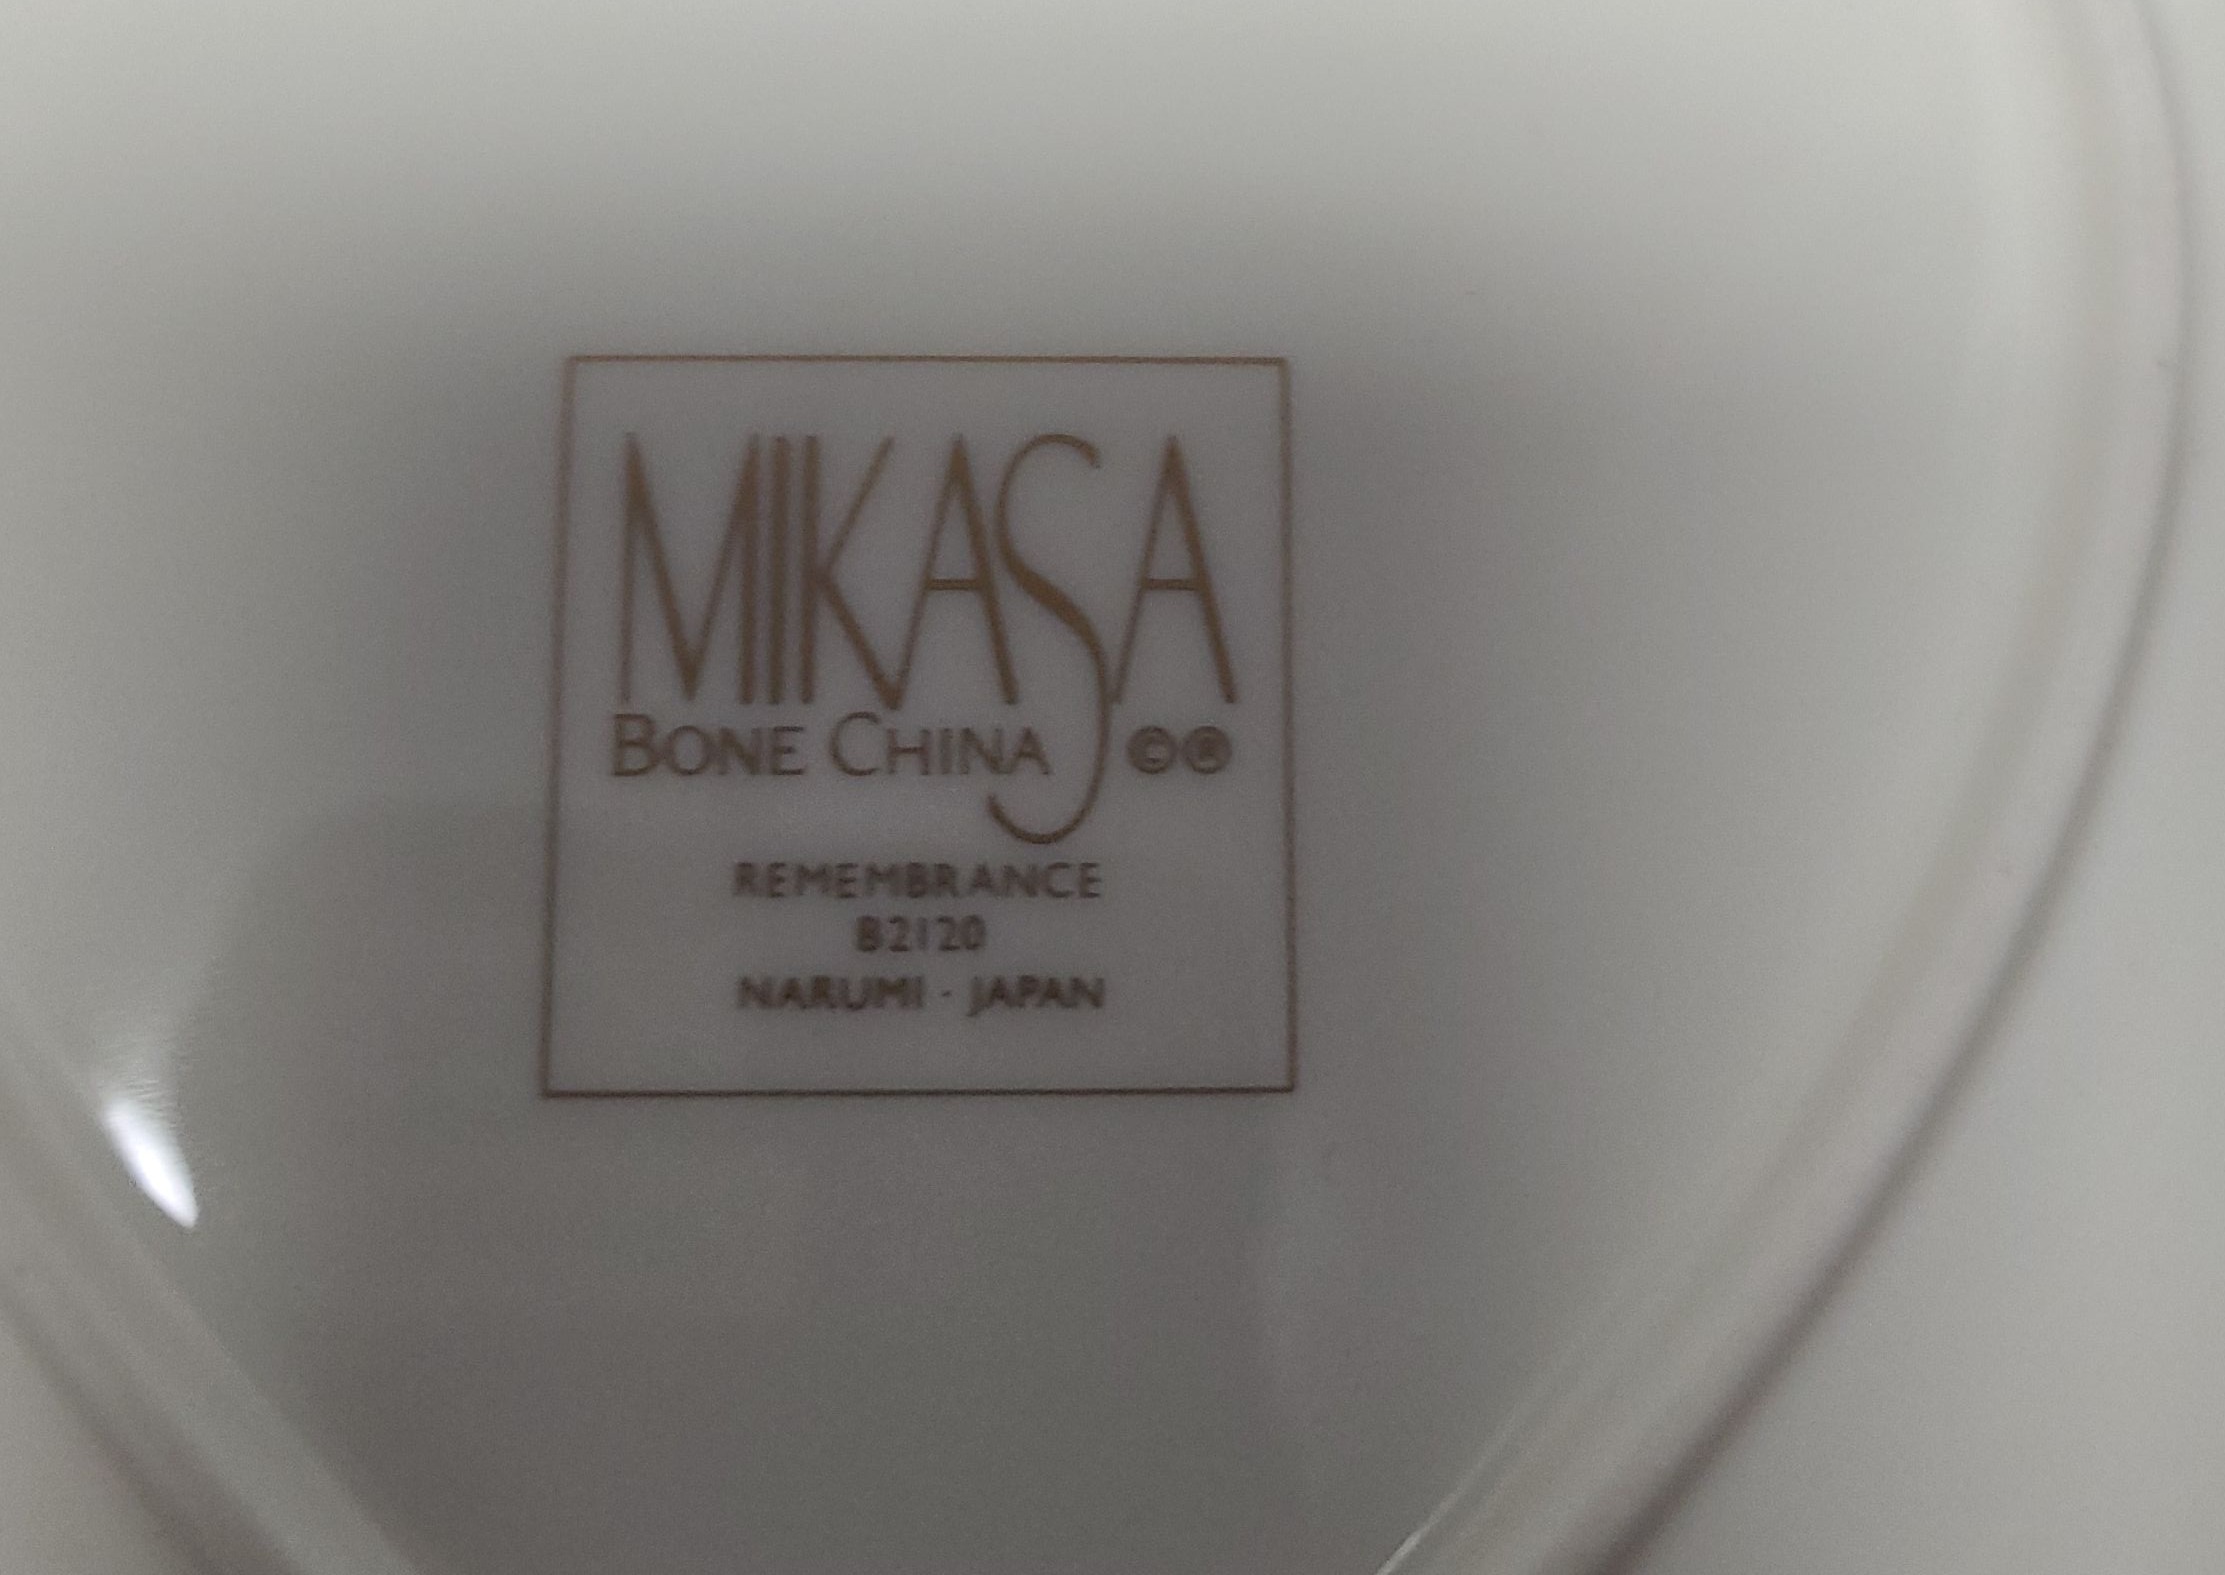 MIKASA
BONE CHINA ©®
REMEMBRANCE
B2120
NARUMI · JAPAN